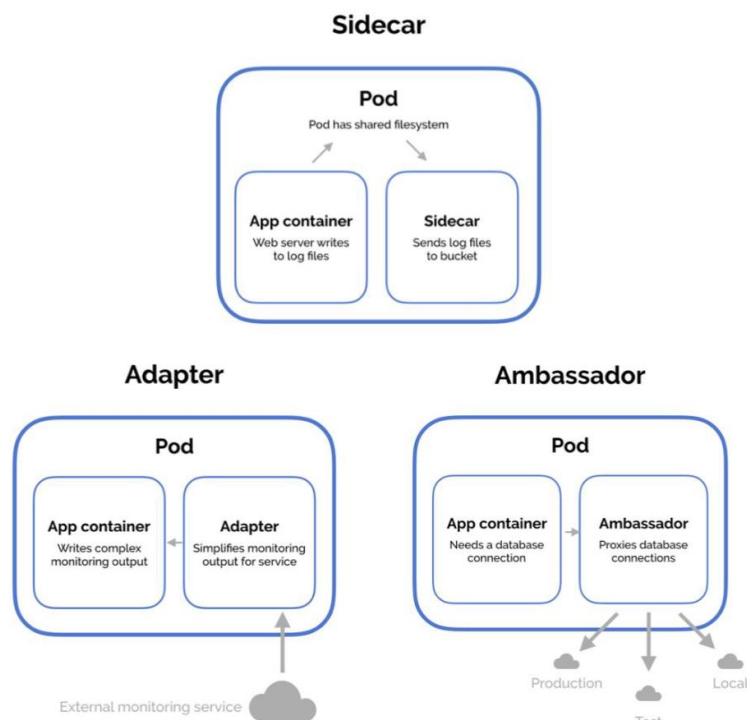 Sidecar
Pod
Pod has shared filesystem
App container
Web server writes
to log files
Sidecar
Sends log files
to bucket
Adapter
Pod
App container
Writes complex
monitoring output
Adapter
Simplifies monitoring
output for service
External monitoring service
Ambassador
Pod
App container
Needs a database
connection
Ambassador
Proxies database
connections
Production
Local
Test